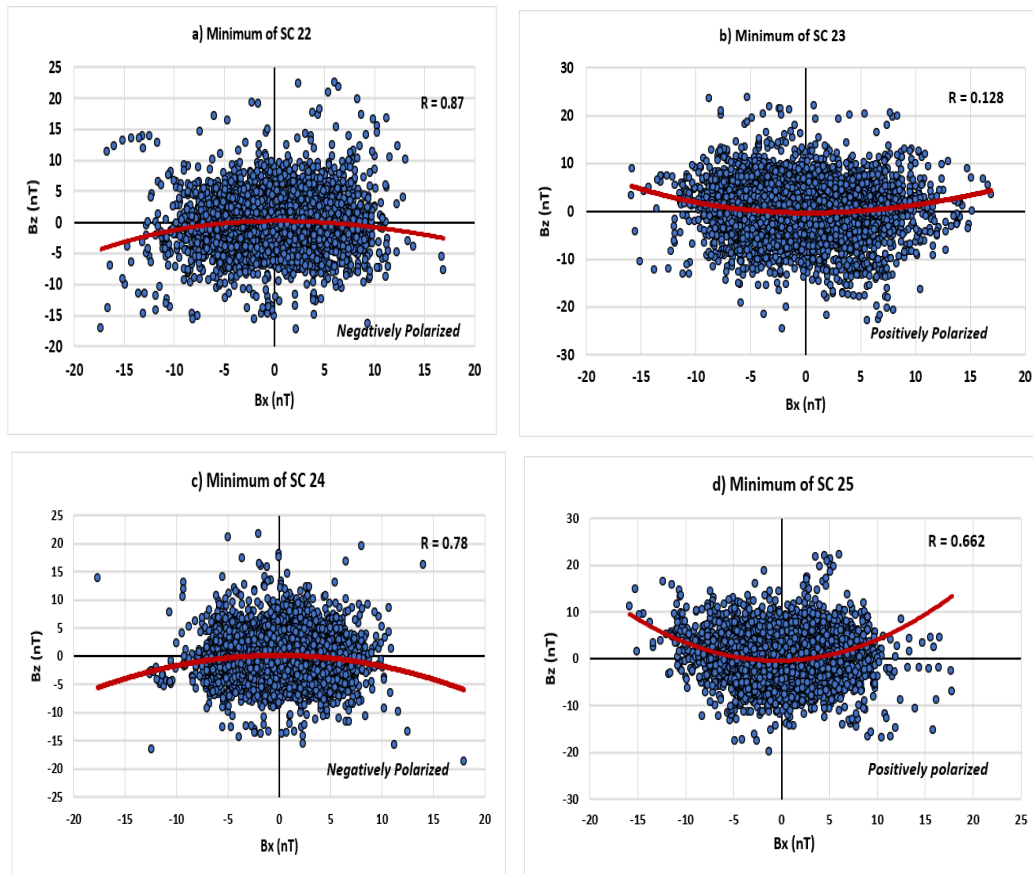 a) Minimum of SC 22
R = 0.87
Bz (nT)
25
20
15
10
5
0
-5
-10
-15
-20
Negatively Polarized
-20 -15 -10 -5 0 5 10 15 20
Bx (nT)
b) Minimum of SC 23
R = 0.128
Bz (nT)
30
20
10
0
-10
-20
-30
Positively Polarized
-20 -15 -10 -5 0 5 10 15 20
Bx (nT)
c) Minimum of SC 24
R = 0.78
Bz (nT)
25
20
15
10
5
0
-5
-10
-15
-20
-25
Negatively Polarized
-20 -15 -10 -5 0 5 10 15 20
Bx (nT)
d) Minimum of SC 25
R = 0.662
Bz (nT)
30
20
10
0
-10
-20
-30
Positively polarized
-20 -15 -10 -5 0 5 10 15 20 25
Bx (nT)